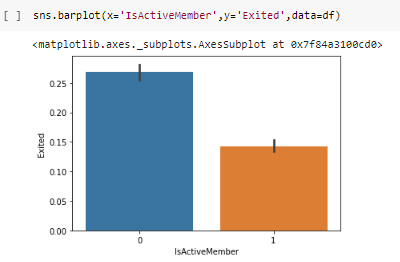 [ ] sns.barplot(x='IsActiveMember',y='Exited',data=df)
<matplotlib.axes._subplots.AxesSubplot at 0x7f84a3100cd0>
0.25
0.20
0.15
0.10
0.05
0.00
Exited
0 1
IsActiveMember